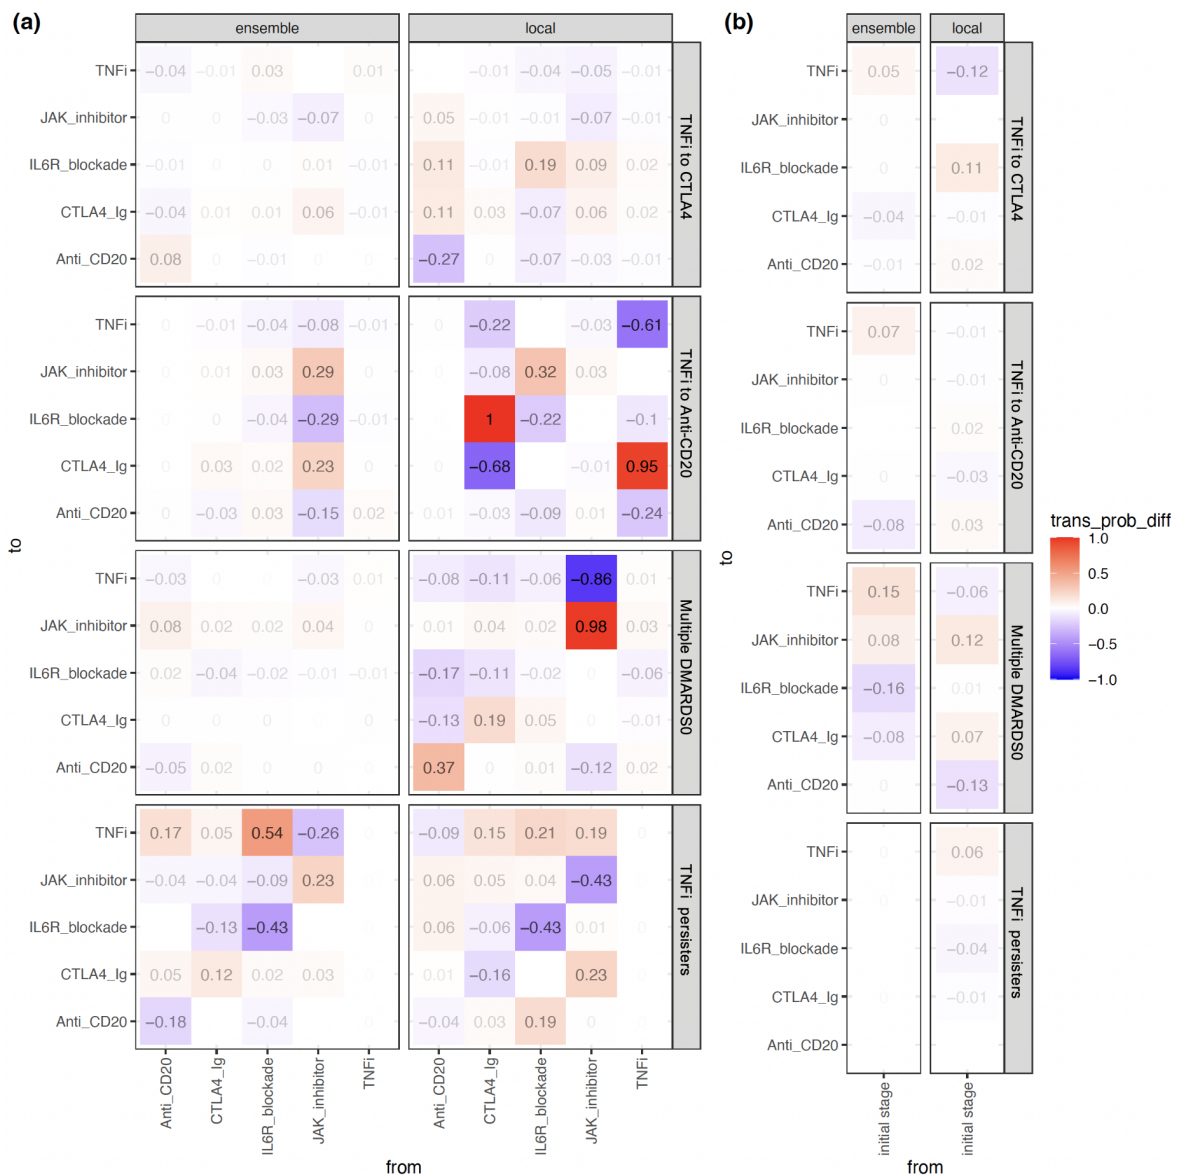 (a)
ensemble local
TNFi −0.04 −0.01 0.03 0.01 −0.01 −0.04 −0.05 −0.01
JAK_inhibitor 0 0 −0.03 −0.07 0 0.05 −0.01 −0.01 −0.07 −0.01
IL6R_blockade −0.01 0 0 0.01 −0.01 0.11 −0.01 0.19 0.09 0.02
CTLA4_Ig −0.04 0.01 0.01 0.06 −0.01 0.11 0.03 −0.07 0.06 0.02
Anti_CD20 0.08 0 −0.01 0 0 −0.27 0 −0.07 −0.03 −0.01
TNFi to CTLA4
TNFi 0 −0.01 −0.04 −0.08 −0.01 0 −0.22 −0.03 −0.61
JAK_inhibitor 0 0.01 0.03 0.29 0 −0.08 0.32 0.03
IL6R_blockade 0 0 −0.04 −0.29 −0.01 1 −0.22 −0.1
CTLA4_Ig 0 0.03 0.02 0.23 0 −0.68 −0.01 0.95
Anti_CD20 0 −0.03 0.03 −0.15 0.02 0.01 −0.03 −0.09 0.01 −0.24
TNFi to Anti−CD20
TNFi −0.03 0 0 −0.03 0.01 −0.08 −0.11 −0.06 −0.86 0.01
JAK_inhibitor 0.08 0.02 0.02 0.04 0 0.01 0.04 0.02 0.98 0.03
IL6R_blockade 0.02 −0.04 −0.02 −0.01 −0.01 −0.17 −0.11 −0.02 0 −0.06
CTLA4_Ig 0 0 0 −0.13 0.19 0.05 0 −0.01
Anti_CD20 −0.05 0.02 0 0 0.37 0 0.01 −0.12 0.02
Multiple DMARDS0
TNFi 0.17 0.05 0.54 −0.26 0 −0.09 0.15 0.21 0.19 0
JAK_inhibitor −0.04 −0.04 −0.09 0.23 0 0.06 0.05 0.04 −0.43 0
IL6R_blockade −0.13 −0.43 0 0.06 −0.06 −0.43 0.01 0
CTLA4_Ig 0.05 0.12 0.02 0.03 0 0.01 −0.16 0.23 0
Anti_CD20 −0.18 −0.04 0 −0.04 0.03 0.19 0 0
TNFi persisters
Anti_CD20 CTLA4_Ig IL6R_blockade JAK_inhibitor TNFi Anti_CD20 CTLA4_Ig IL6R_blockade JAK_inhibitor TNFi
from
to
(b)
ensemble local
TNFi 0.05 −0.12
JAK_inhibitor 0
IL6R_blockade 0 0.11
CTLA4_Ig −0.04 −0.01
Anti_CD20 −0.01 0.02
TNFi to CTLA4
TNFi 0.07 −0.01
JAK_inhibitor 0 −0.01
IL6R_blockade 0.02
CTLA4_Ig 0 −0.03
Anti_CD20 −0.08 0.03
TNFi to Anti−CD20
TNFi 0.15 −0.06
JAK_inhibitor 0.08 0.12
IL6R_blockade −0.16 0.01
CTLA4_Ig −0.08 0.07
Anti_CD20 0 −0.13
Multiple DMARDS0
TNFi 0 0.06
JAK_inhibitor 0 −0.01
IL6R_blockade 0 −0.04
CTLA4_Ig 0 −0.01
Anti_CD20
TNFi persisters
initial stage initial stage
from
to
trans_prob_diff
1.0
0.5
0.0
−0.5
−1.0